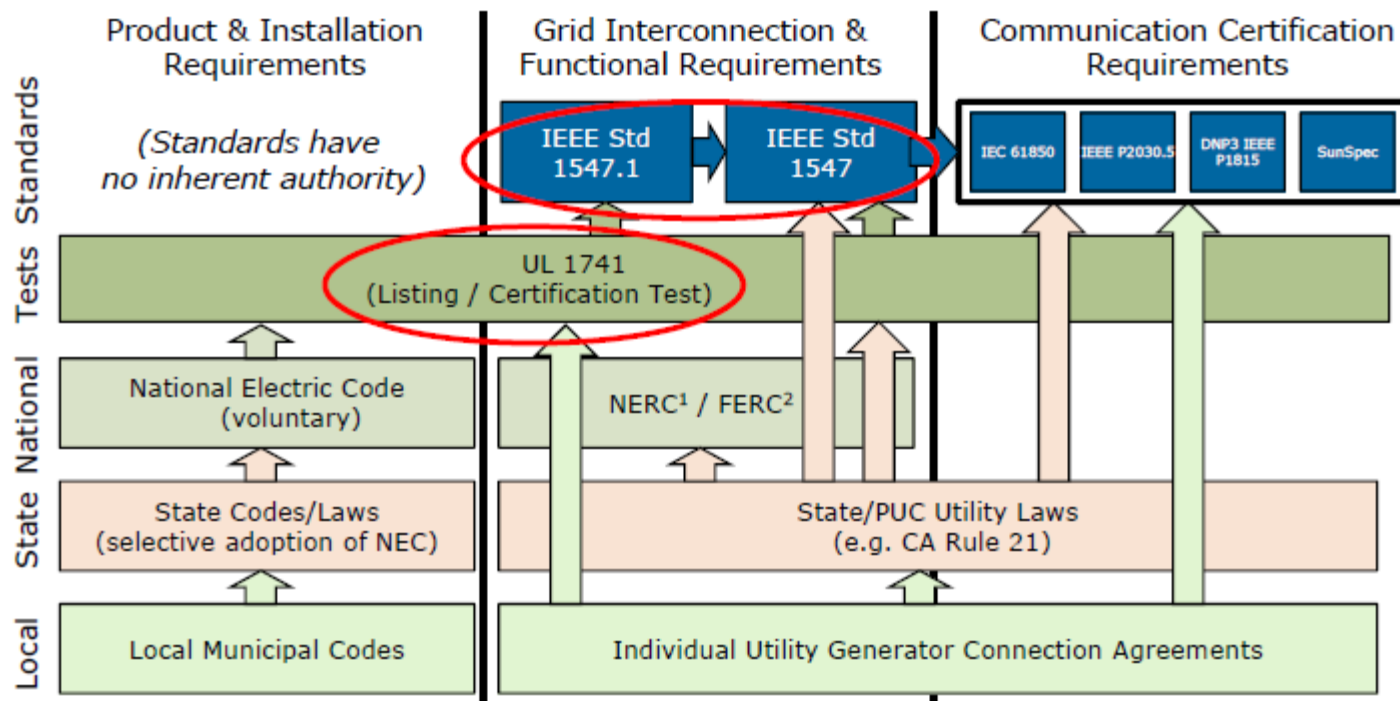 Product & Installation
Requirements
Grid Interconnection &
Functional Requirements
Communication Certification
Requirements
Standards
(Standards have
no inherent authority)
IEEE Std
1547.1
IEEE Std
1547
IEC 61850
IEEE P2030.5
DNP3 IEEE
P1815
SunSpec
Tests
UL 1741
(Listing / Certification Test)
National
National Electric Code
(voluntary)
NERC¹ / FERC²
State
State Codes/Laws
(selective adoption of NEC)
State/PUC Utility Laws
(e.g. CA Rule 21)
Local
Local Municipal Codes
Individual Utility Generator Connection Agreements